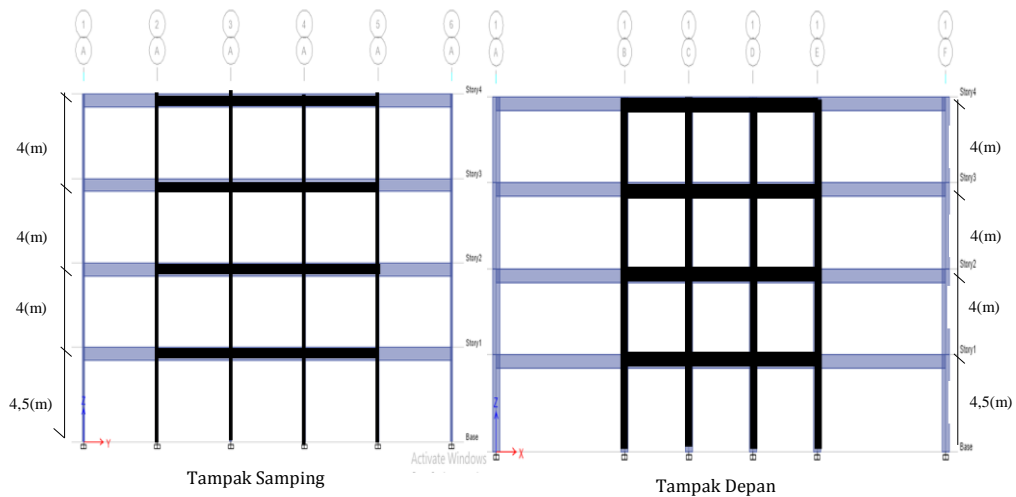 1 2 3 4 5 6
A A A A A A
Story4
4(m)
Story3
4(m)
Story2
4(m)
Story1
4,5(m)
Z
Y
Base
Activate Windows
Tampak Samping
1 1 1 1 1 1
A B C D E F
Story4
4(m)
Story3
4(m)
Story2
4(m)
Story1
4,5(m)
Z
X
Base
Tampak Depan